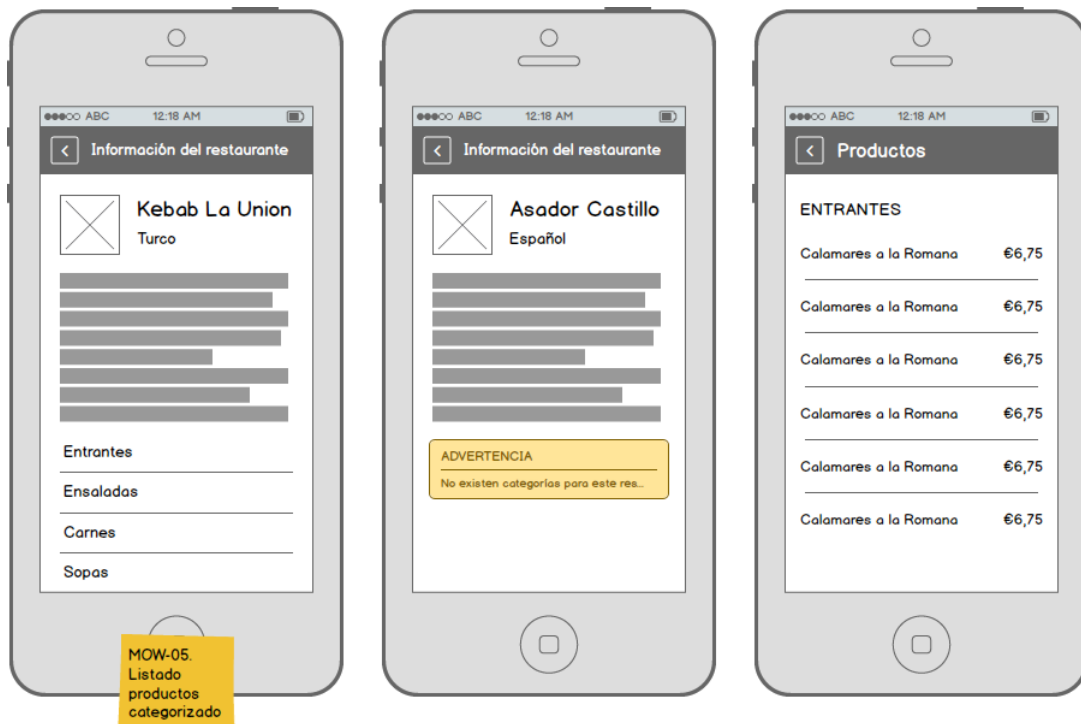 ABC 12:18 AM
Información del restaurante
Kebab La Union
Turco
Entrantes
Ensaladas
Carnes
Sopas
MOW-05.
Listado
productos
categorizado
ABC 12:18 AM
Información del restaurante
Asador Castillo
Español
ADVERTENCIA
No existen categorías para este res...
ABC 12:18 AM
Productos
ENTRANTES
Calamares a la Romana €6,75
Calamares a la Romana €6,75
Calamares a la Romana €6,75
Calamares a la Romana €6,75
Calamares a la Romana €6,75
Calamares a la Romana €6,75